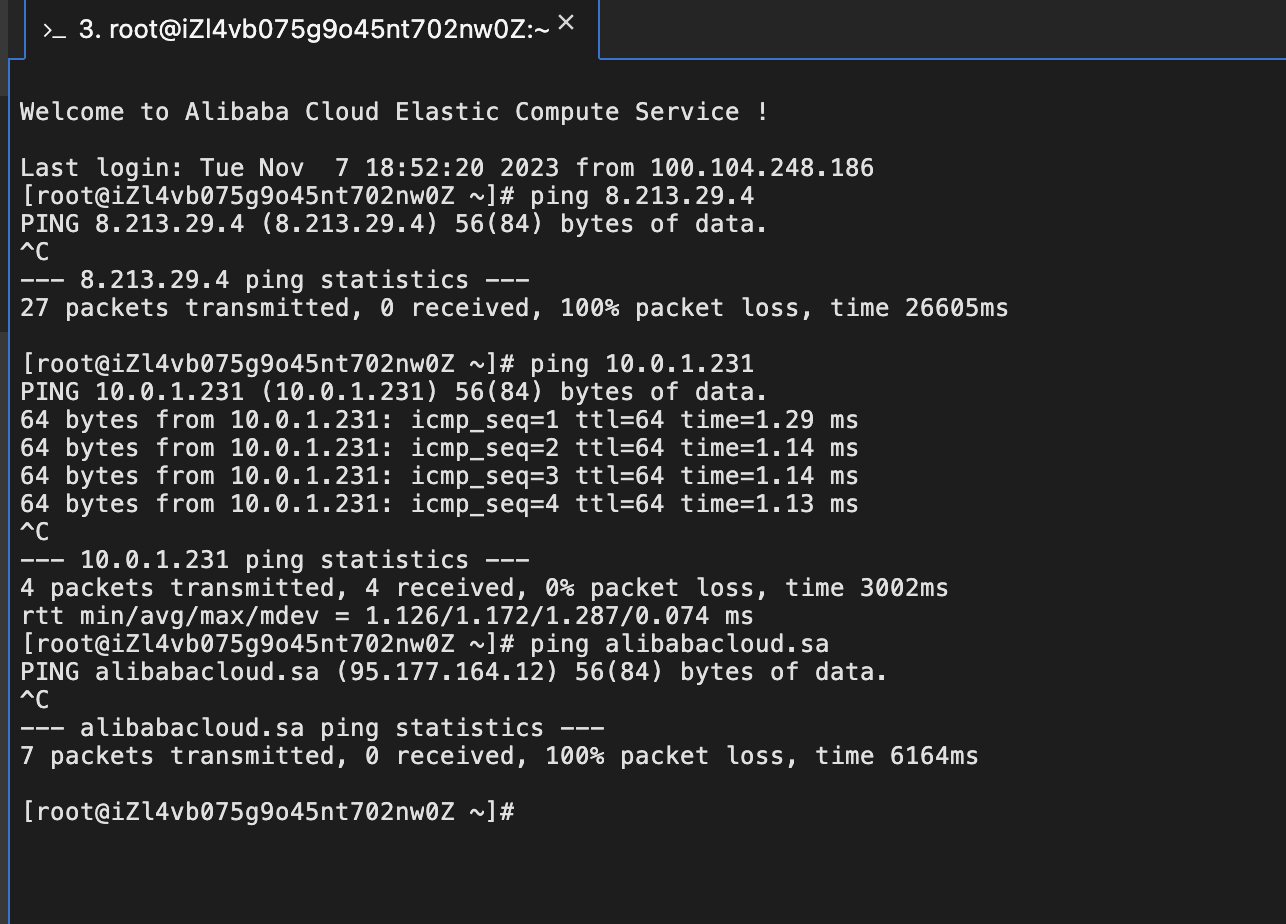 >_ 3. root@iZl4vb075g9o45nt702nw0Z:~ ×
Welcome to Alibaba Cloud Elastic Compute Service !
Last login: Tue Nov  7 18:52:20 2023 from 100.104.248.186
[root@iZl4vb075g9o45nt702nw0Z ~]# ping 8.213.29.4
PING 8.213.29.4 (8.213.29.4) 56(84) bytes of data.
^C
--- 8.213.29.4 ping statistics ---
27 packets transmitted, 0 received, 100% packet loss, time 26605ms
[root@iZl4vb075g9o45nt702nw0Z ~]# ping 10.0.1.231
PING 10.0.1.231 (10.0.1.231) 56(84) bytes of data.
64 bytes from 10.0.1.231: icmp_seq=1 ttl=64 time=1.29 ms
64 bytes from 10.0.1.231: icmp_seq=2 ttl=64 time=1.14 ms
64 bytes from 10.0.1.231: icmp_seq=3 ttl=64 time=1.14 ms
64 bytes from 10.0.1.231: icmp_seq=4 ttl=64 time=1.13 ms
^C
--- 10.0.1.231 ping statistics ---
4 packets transmitted, 4 received, 0% packet loss, time 3002ms
rtt min/avg/max/mdev = 1.126/1.172/1.287/0.074 ms
[root@iZl4vb075g9o45nt702nw0Z ~]# ping alibabacloud.sa
PING alibabacloud.sa (95.177.164.12) 56(84) bytes of data.
^C
--- alibabacloud.sa ping statistics ---
7 packets transmitted, 0 received, 100% packet loss, time 6164ms
[root@iZl4vb075g9o45nt702nw0Z ~]#